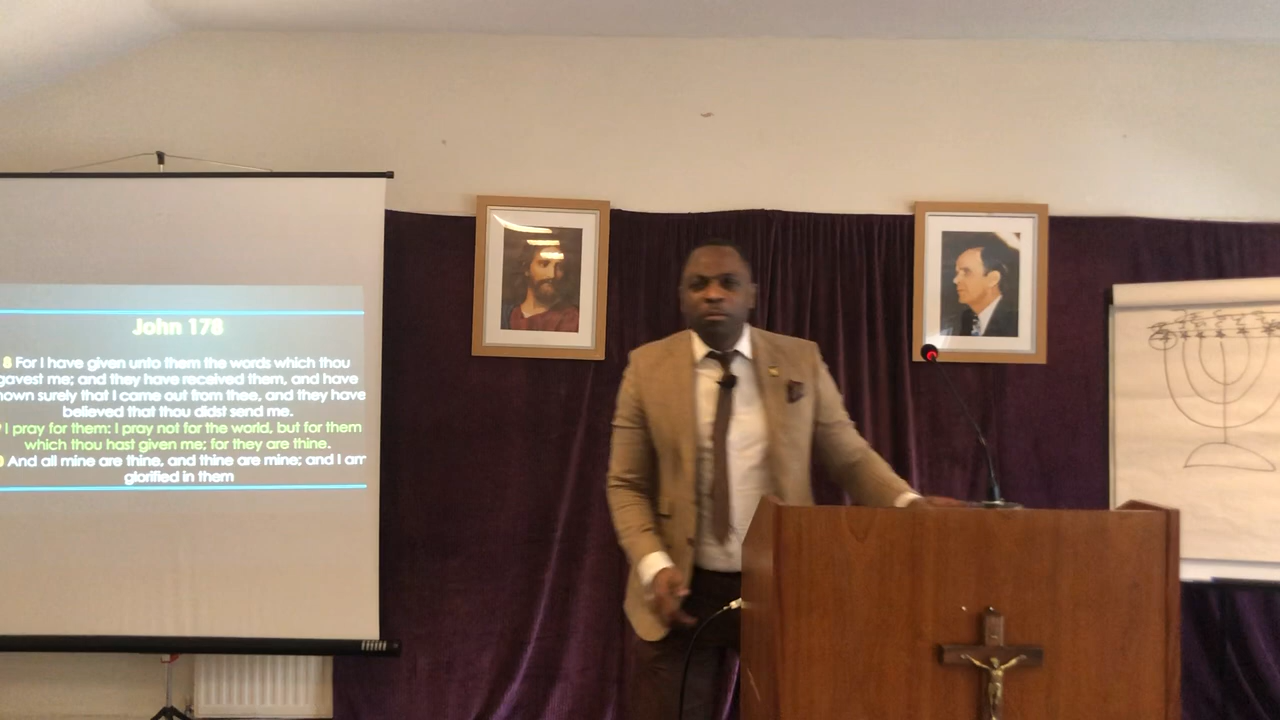 John 178
8 For I have given unto them the words which thou
gavest me; and they have received them, and have
nown surely that I came out from thee, and they have
believed that thou didst send me.
I pray for them: I pray not for the world, but for them
which thou hast given me; for they are thine.
And all mine are thine, and thine are mine; and I am
glorified in them